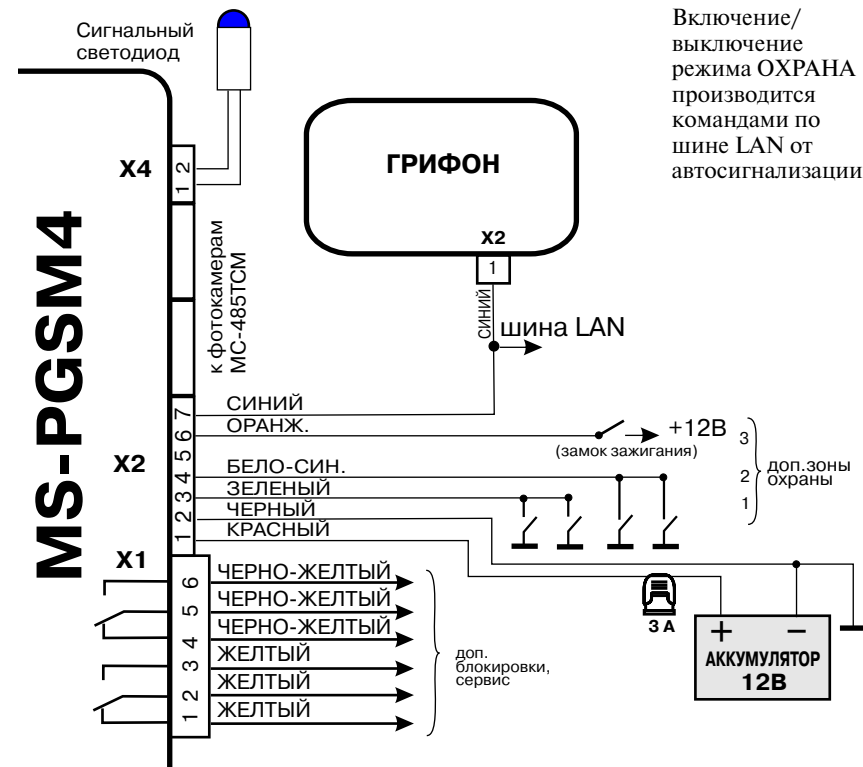 Сигнальный
светодиод
Включение/
выключение
режима ОХРАНА
производится
командами по
шине LAN от
автосигнализации
X4
1 2
ГРИФОН
X2
1
СИНИЙ
шина LAN
MS-PGSM4
к фотокамерам
МС-485ТСМ
X2
1 2 3 4 5 6 7
СИНИЙ
ОРАНЖ.
+12В
(замок зажигания)
3
2
1
доп.зоны
охраны
БЕЛО-СИН.
ЗЕЛЕНЫЙ
ЧЕРНЫЙ
КРАСНЫЙ
X1
1 2 3 4 5 6
ЧЕРНО-ЖЕЛТЫЙ
ЧЕРНО-ЖЕЛТЫЙ
ЧЕРНО-ЖЕЛТЫЙ
ЖЕЛТЫЙ
ЖЕЛТЫЙ
ЖЕЛТЫЙ
доп.
блокировки,
сервис
3 А
+ –
АККУМУЛЯТОР
12В